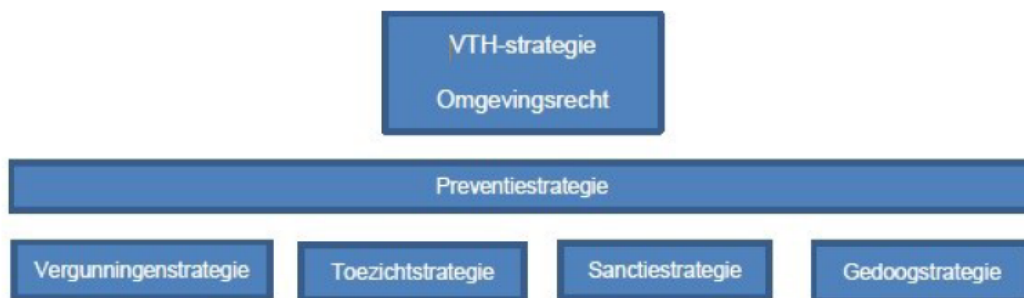 VTH-strategie
Omgevingsrecht
Preventiestrategie
Vergunningenstrategie
Toezichtstrategie
Sanctiestrategie
Gedoogstrategie